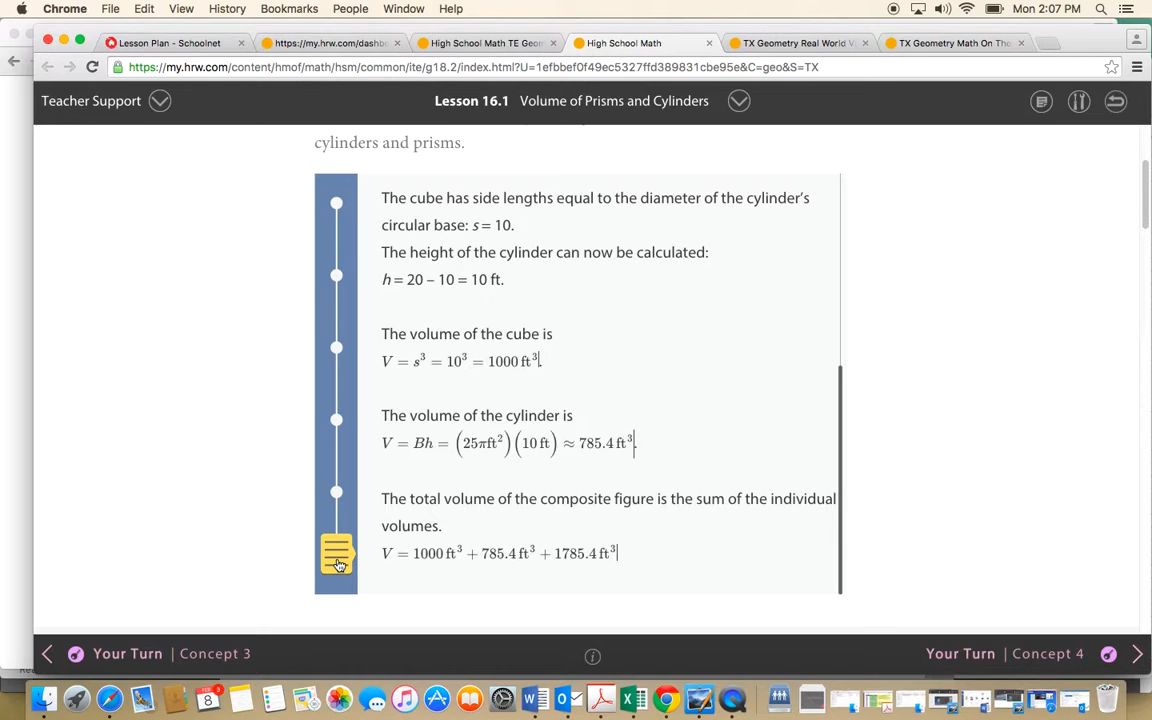 Chrome File Edit View History Bookmarks People Window Help Mon 2:07 PM
Lesson Plan - Schoolnet × https://my.hrw.com/dashbo × High School Math TE Geom × High School Math × TX Geometry Real World V × TX Geometry Math On The ×
https://my.hrw.com/content/hmof/math/hsm/common/ite/g18.2/index.html?U=1efbbef0f49ec5327ffd389831cbe95e&C=geo&S=TX
Teacher Support Lesson 16.1 Volume of Prisms and Cylinders
cylinders and prisms.
The cube has side lengths equal to the diameter of the cylinder's
circular base: s = 10.
The height of the cylinder can now be calculated:
h = 20 – 10 = 10 ft.
The volume of the cube is
V = s³ = 10³ = 1000 ft³.
The volume of the cylinder is
V = Bh = (25πft²)(10 ft) ≈ 785.4 ft³.
The total volume of the composite figure is the sum of the individual
volumes.
V = 1000 ft³ + 785.4 ft³ + 1785.4 ft³
Your Turn | Concept 3 Your Turn | Concept 4
FEB 3
8